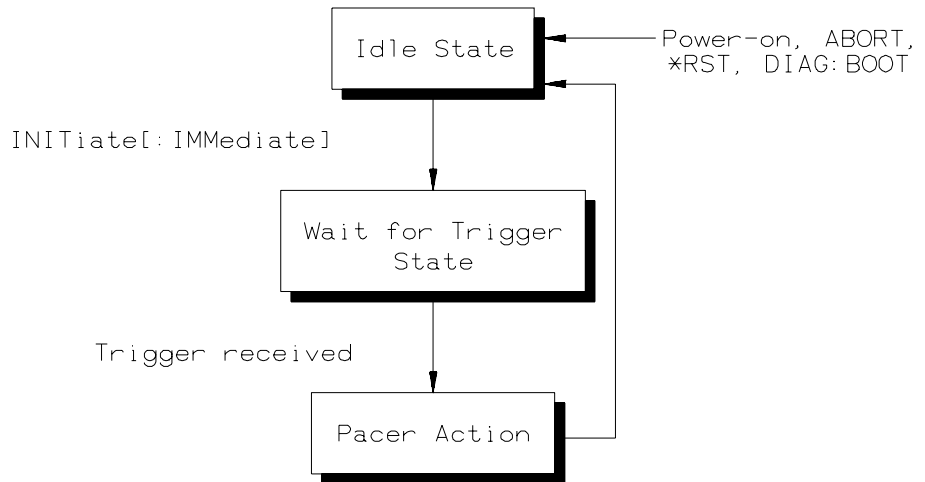 Idle State
Power-on, ABORT,
*RST, DIAG:BOOT
INITiate[:IMMediate]
Wait for Trigger
State
Trigger received
Pacer Action